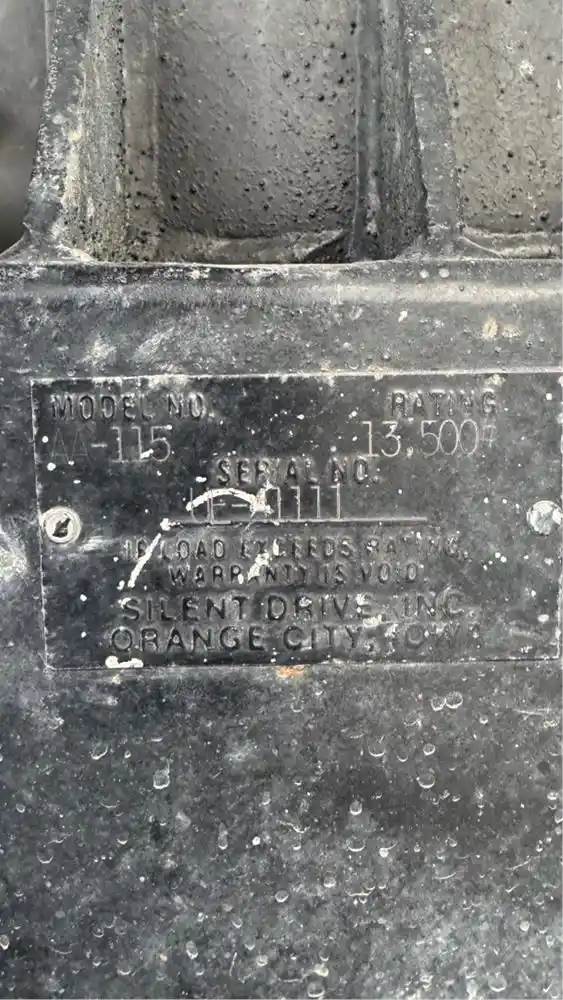 MODEL NO. RATING
AA-115 13,500#
SERIAL NO.
IF LOAD EXCEEDS RATING,
WARRANTY IS VOID
SILENT DRIVE, INC.
ORANGE CITY, IOWA